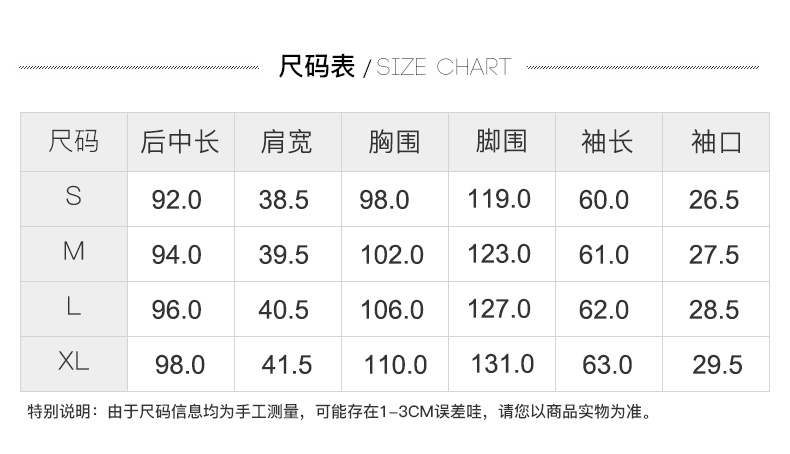 尺码表 / SIZE CHART
尺码 后中长 肩宽 胸围 脚围 袖长 袖口
S 92.0 38.5 98.0 119.0 60.0 26.5
M 94.0 39.5 102.0 123.0 61.0 27.5
L 96.0 40.5 106.0 127.0 62.0 28.5
XL 98.0 41.5 110.0 131.0 63.0 29.5
特别说明：由于尺码信息均为手工测量，可能存在1-3CM误差哇，请您以商品实物为准。